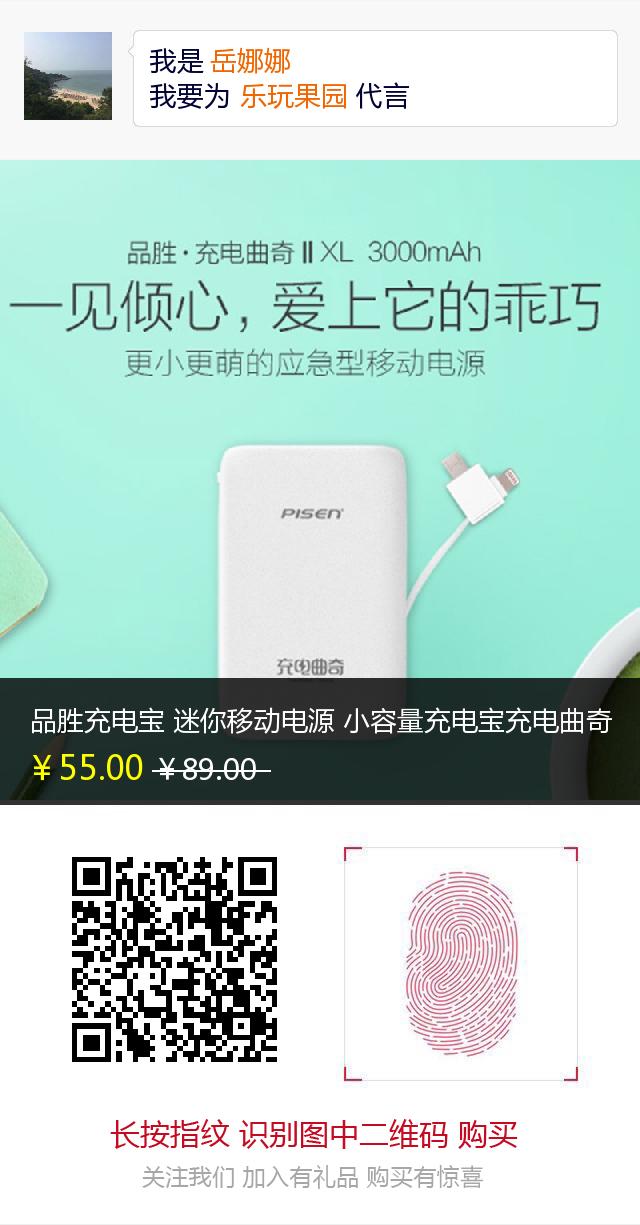 我是 岳娜娜
我要为 乐玩果园 代言
品胜·充电曲奇Ⅱ XL 3000mAh
一见倾心，爱上它的乖巧
更小更萌的应急型移动电源
PISEN
充电曲奇
品胜充电宝 迷你移动电源 小容量充电宝充电曲奇
￥55.00 ￥89.00
长按指纹 识别图中二维码 购买
关注我们 加入有礼品 购买有惊喜